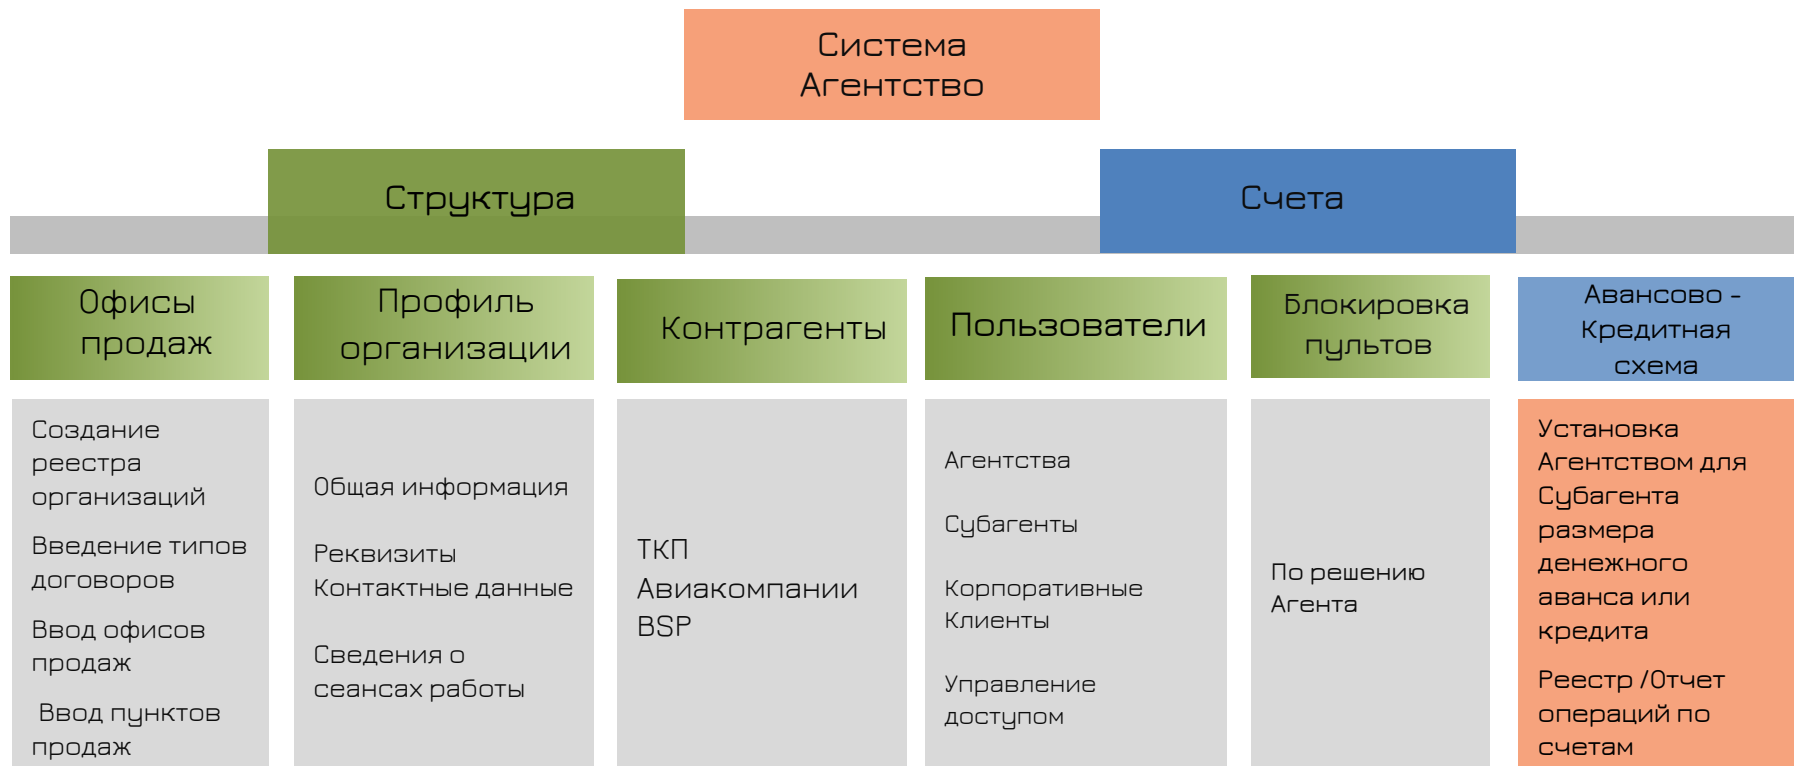 Система
Агентство
Структура
Счета
Офисы
продаж
Профиль
организации
Контрагенты
Пользователи
Блокировка
пультов
Авансово -
Кредитная
схема
Создание
реестра
организаций
Введение типов
договоров
Ввод офисов
продаж
Ввод пунктов
продаж
Общая информация
Реквизиты
Контактные данные
Сведения о
сеансах работы
ТКП
Авиакомпании
BSP
Агентства
Субагенты
Корпоративные
Клиенты
Управление
доступом
По решению
Агента
Установка
Агентством для
Субагента
размера
денежного
аванса или
кредита
Реестр /Отчет
операций по
счетам